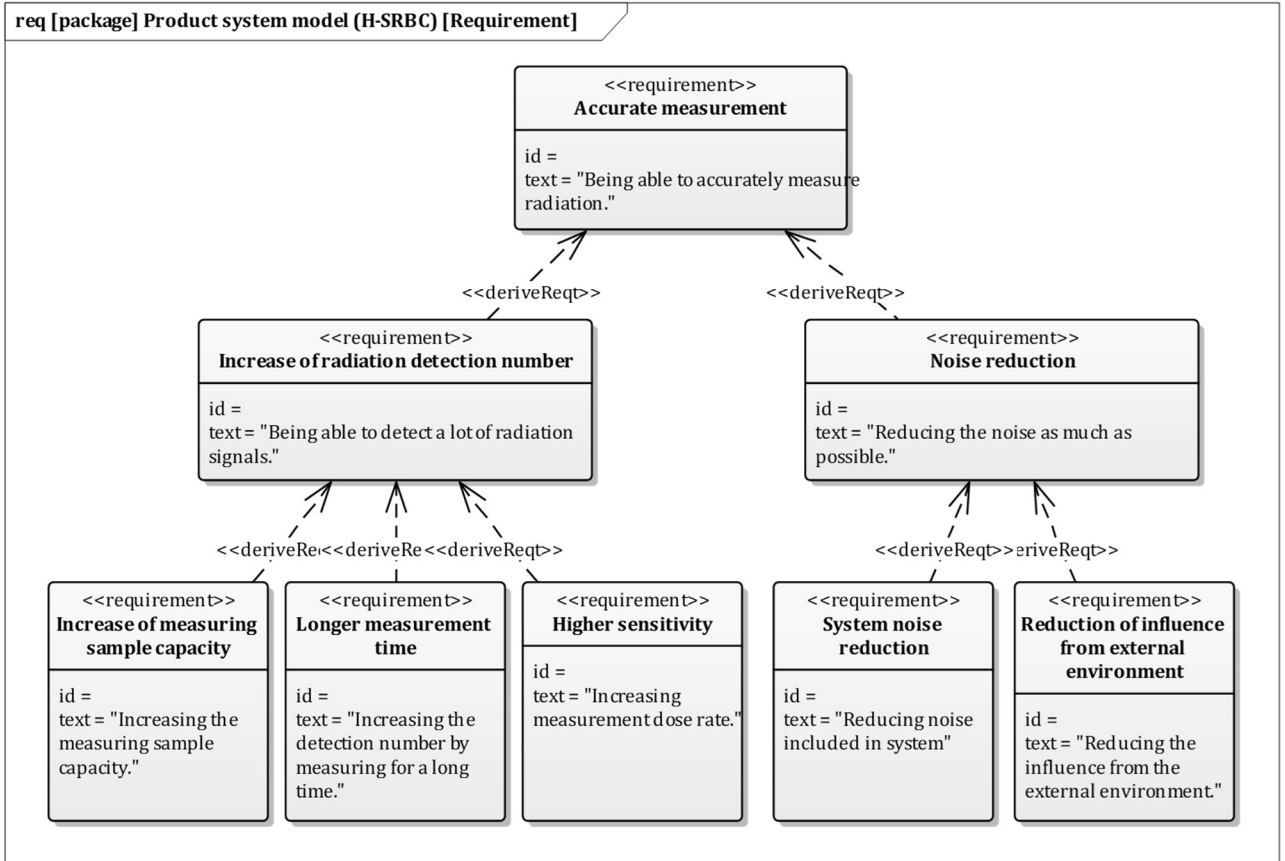 req [package] Product system model (H-SRBC) [Requirement]
<<requirement>>
Accurate measurement
id =
text = "Being able to accurately measure
radiation."
<<deriveReqt>>
<<deriveReqt>>
<<requirement>>
Increase of radiation detection number
id =
text = "Being able to detect a lot of radiation
signals."
<<requirement>>
Noise reduction
id =
text = "Reducing the noise as much as
possible."
<<deriveRe
<<deriveRe
<<deriveReqt>>
<<deriveReqt>>
eriveReqt>>
<<requirement>>
Increase of measuring
sample capacity
id =
text = "Increasing the
measuring sample
capacity."
<<requirement>>
Longer measurement
time
id =
text = "Increasing the
detection number by
measuring for a long
time."
<<requirement>>
Higher sensitivity
id =
text = "Increasing
measurement dose rate."
<<requirement>>
System noise
reduction
id =
text = "Reducing noise
included in system"
<<requirement>>
Reduction of influence
from external
environment
id =
text = "Reducing the
influence from the
external environment."